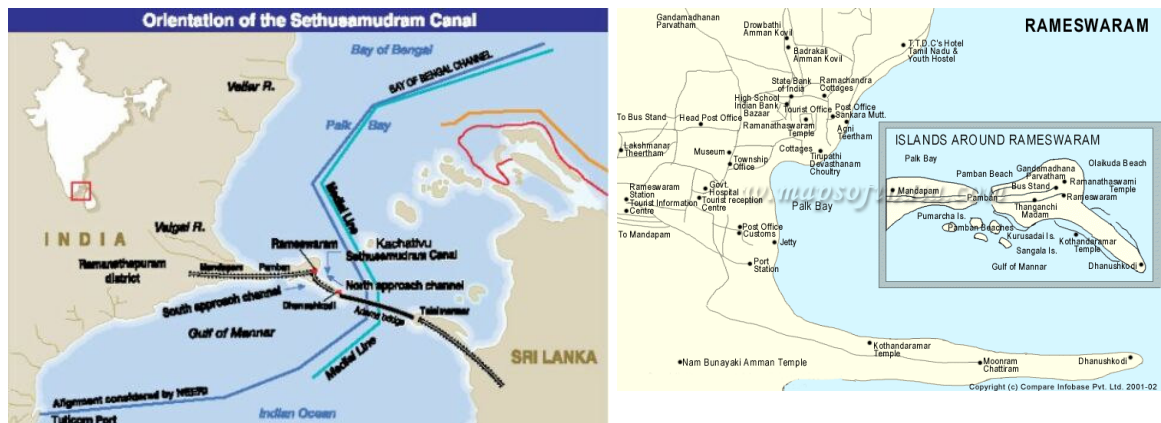 Orientation of the Sethusamudram Canal
Bay of Bengal
BAY OF BENGAL CHANNEL
Vellar R.
Palk Bay
Medial Line
INDIA
Vaigai R.
Rameswaram
Kachativu
Sethusamudram Canal
Ramanathapuram
district
Mandapam
Pamban
North approach channel
South approach channel
Dhanushkodi
Adams bridge
Talaimannar
Gulf of Mannar
Medial Line
SRI LANKA
Alignment considered by NEERI
Tuticorin Port
Indian Ocean
RAMESWARAM
Gandamadhanan
Parvatham
Drowbathi
Amman Kovil
Badrakali
Amman Kovil
T.T.D.C's Hotel
Tamil Nadu &
Youth Hostel
State Bank
of India
Ramachandra
Cottages
High School
Indian Bank
Bazaar
Tourist Office
Post Office
Sankara Mutt.
To Bus Stand
Head Post Office
Ramanathaswaram
Temple
Agni
Teertham
Lakshmanar
Theertham
Museum
Cottages
Township
Office
Tirupathi
Devasthanam
Choultry
Rameswaram
Station
Tourist Information
Centre
Govt.
Hospital
Tourist reception
Centre
www.mapsofindia.com
Palk Bay
To Mandapam
Post Office
Customs
Jetty
Port
Station
Kothandaramar
Temple
Nam Bunayaki Amman Temple
Moonram
Chattiram
Dhanushkodi
Copyright (c) Compare Infobase Pvt. Ltd. 2001-02
ISLANDS AROUND RAMESWARAM
Palk Bay
Pamban Beach
Gandamadhana
Parvatham
Olaikuda Beach
Bus Stand
Ramanathaswami
Temple
Mandapam
Pamban
Rameswaram
Thanganchi
Madam
Pumarcha Is.
Pamban Beaches
Kurusadai Is.
Sangala Is.
Kothandaramar
Temple
Gulf of Mannar
Dhanushkodi